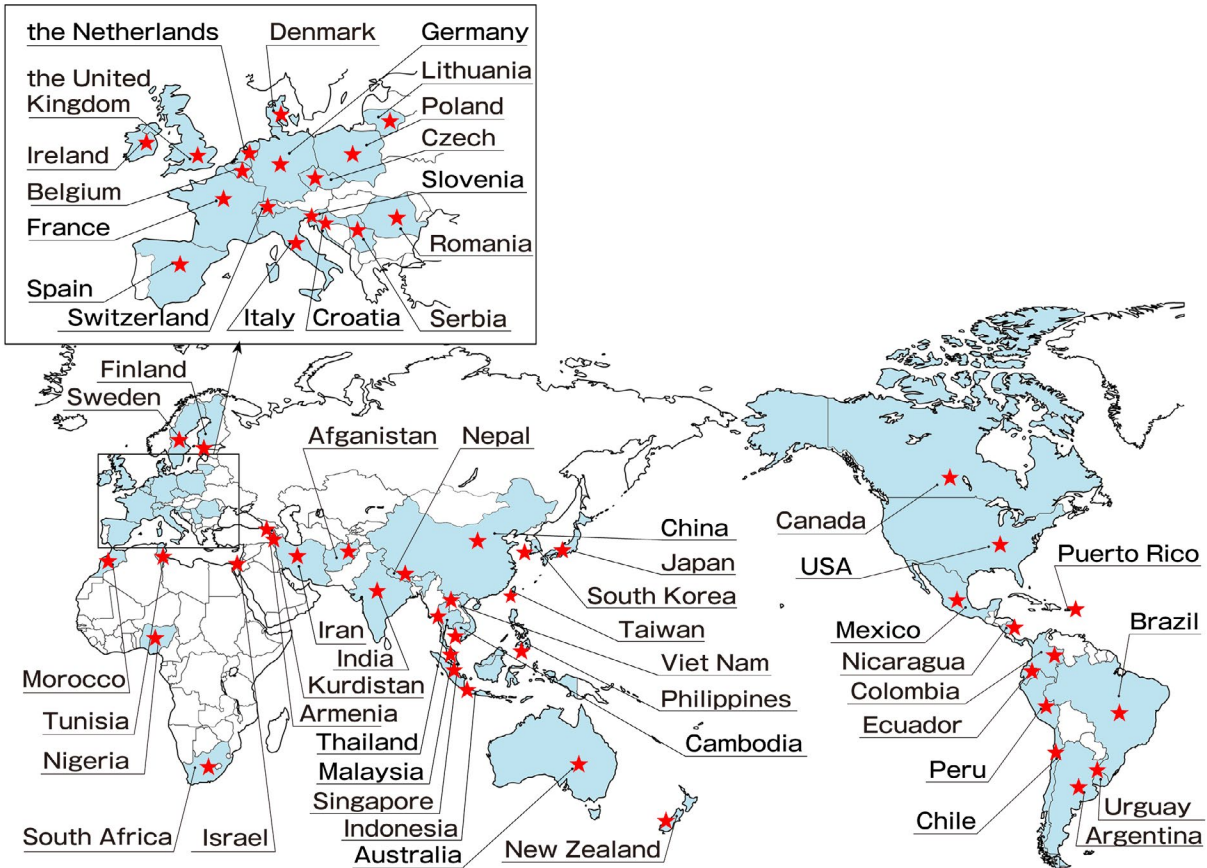 the Netherlands
Denmark
Germany
the United
Kingdom
Lithuania
Poland
Czech
Ireland
Belgium
Slovenia
France
Romania
Spain
Switzerland
Italy
Croatia
Serbia
Finland
Sweden
Afganistan
Nepal
China
Japan
South Korea
Taiwan
Viet Nam
Philippines
Cambodia
Iran
India
Kurdistan
Armenia
Thailand
Malaysia
Singapore
Indonesia
Australia
New Zealand
Morocco
Tunisia
Nigeria
South Africa
Israel
Canada
USA
Puerto Rico
Mexico
Brazil
Nicaragua
Colombia
Ecuador
Peru
Chile
Urguay
Argentina